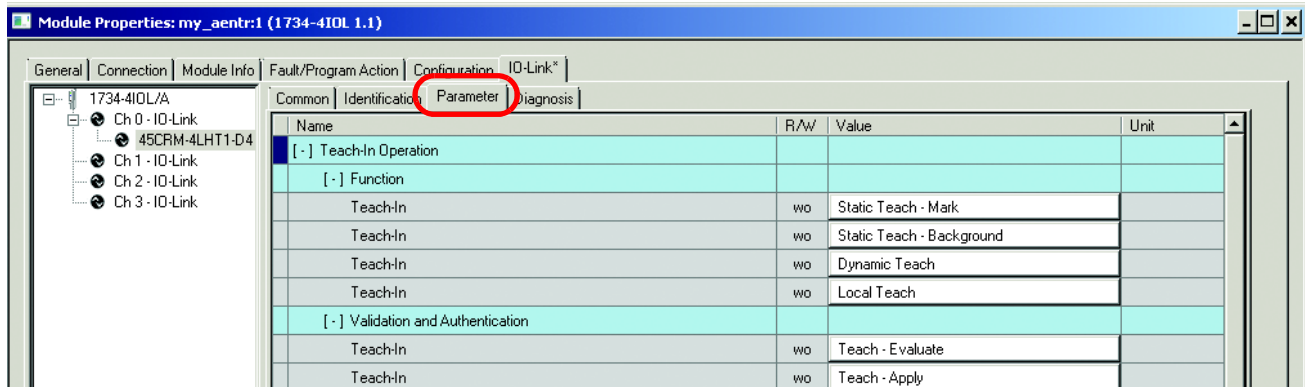 Module Properties: my_aentr:1 (1734-4IOL 1.1)
General Connection Module Info Fault/Program Action Configuration IO-Link*
1734-4IOL/A
Ch 0 - IO-Link
45CRM-4LHT1-D4
Ch 1 - IO-Link
Ch 2 - IO-Link
Ch 3 - IO-Link
Common Identification Parameter Diagnosis
Name R/W Value Unit
[-] Teach-In Operation
[-] Function
Teach-In wo Static Teach - Mark
Teach-In wo Static Teach - Background
Teach-In wo Dynamic Teach
Teach-In wo Local Teach
[-] Validation and Authentication
Teach-In wo Teach - Evaluate
Teach-In wo Teach - Apply